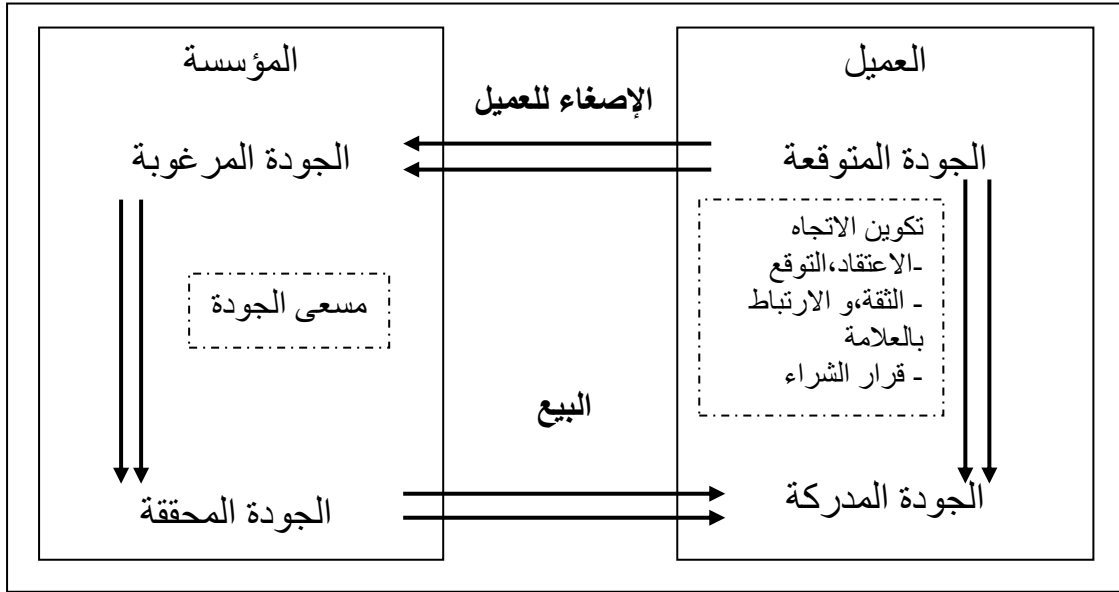 العميل
المؤسسة
الإصغاء للعميل
الجودة المتوقعة
الجودة المرغوبة
تكوين الاتجاه
-الاعتقاد،التوقع
- الثقة،و الارتباط
بالعلامة
- قرار الشراء
مسعى الجودة
البيع
الجودة المدركة
الجودة المحققة